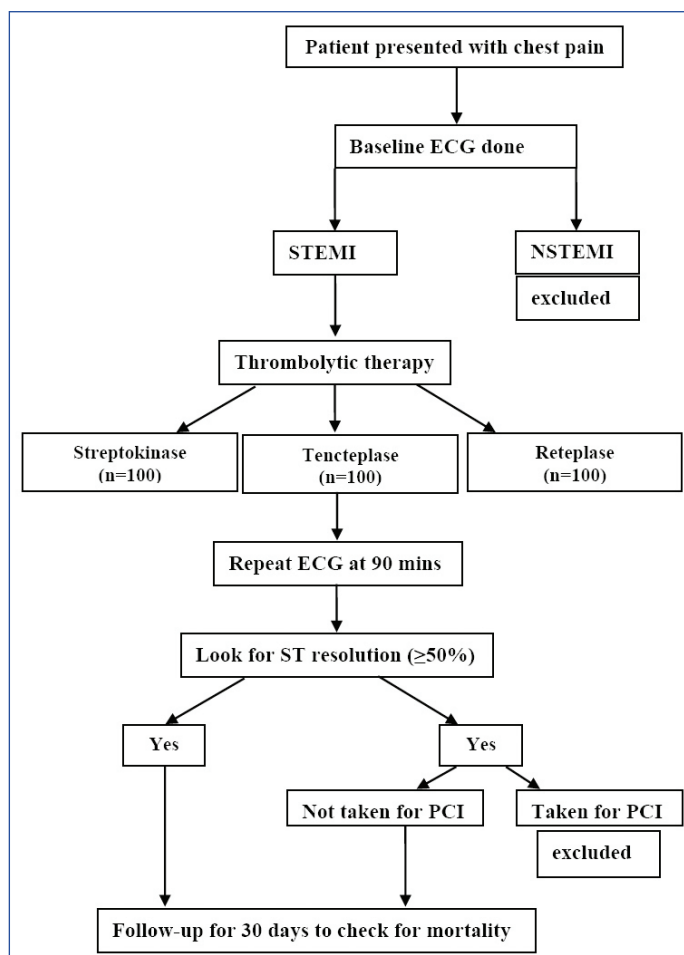 Patient presented with chest pain
Baseline ECG done
STEMI
NSTEMI
excluded
Thrombolytic therapy
Streptokinase
(n=100)
Tencteplase
(n=100)
Reteplase
(n=100)
Repeat ECG at 90 mins
Look for ST resolution (≥50%)
Yes
Yes
Not taken for PCI
Taken for PCI
excluded
Follow-up for 30 days to check for mortality